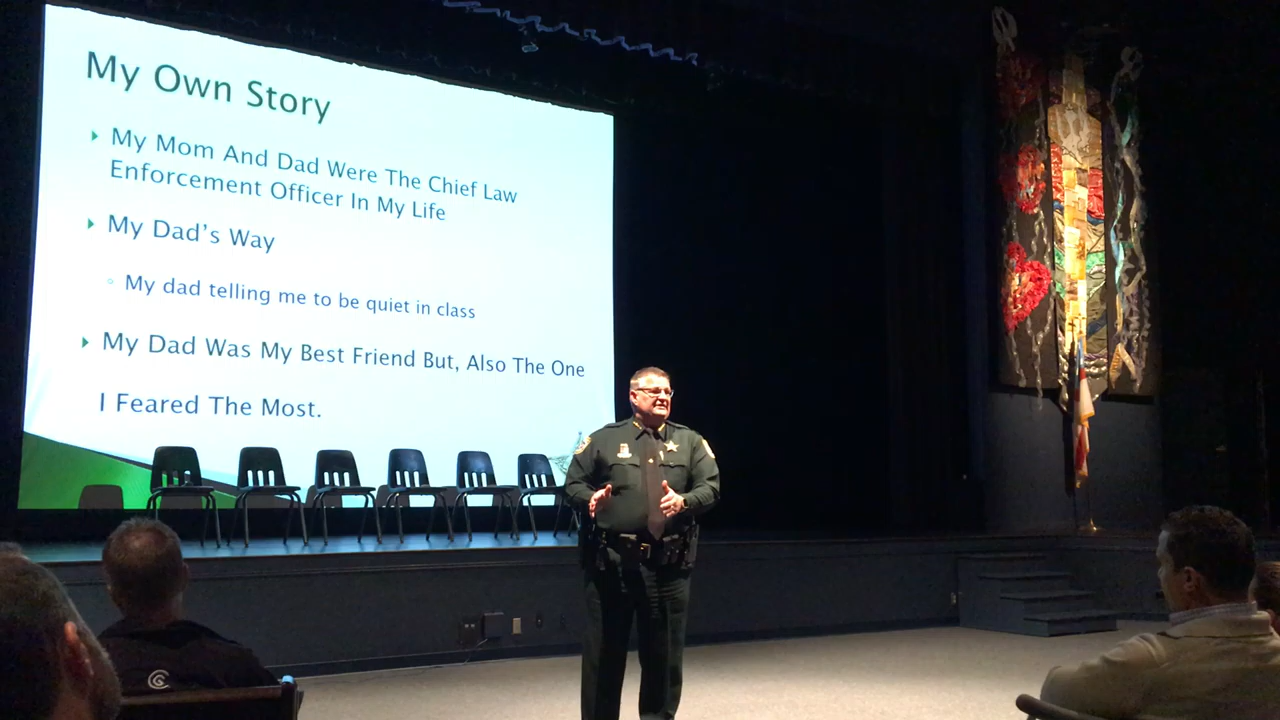 My Own Story
My Mom And Dad Were The Chief Law
Enforcement Officer In My Life
My Dad's Way
My dad telling me to be quiet in class
My Dad Was My Best Friend But, Also The One
I Feared The Most.